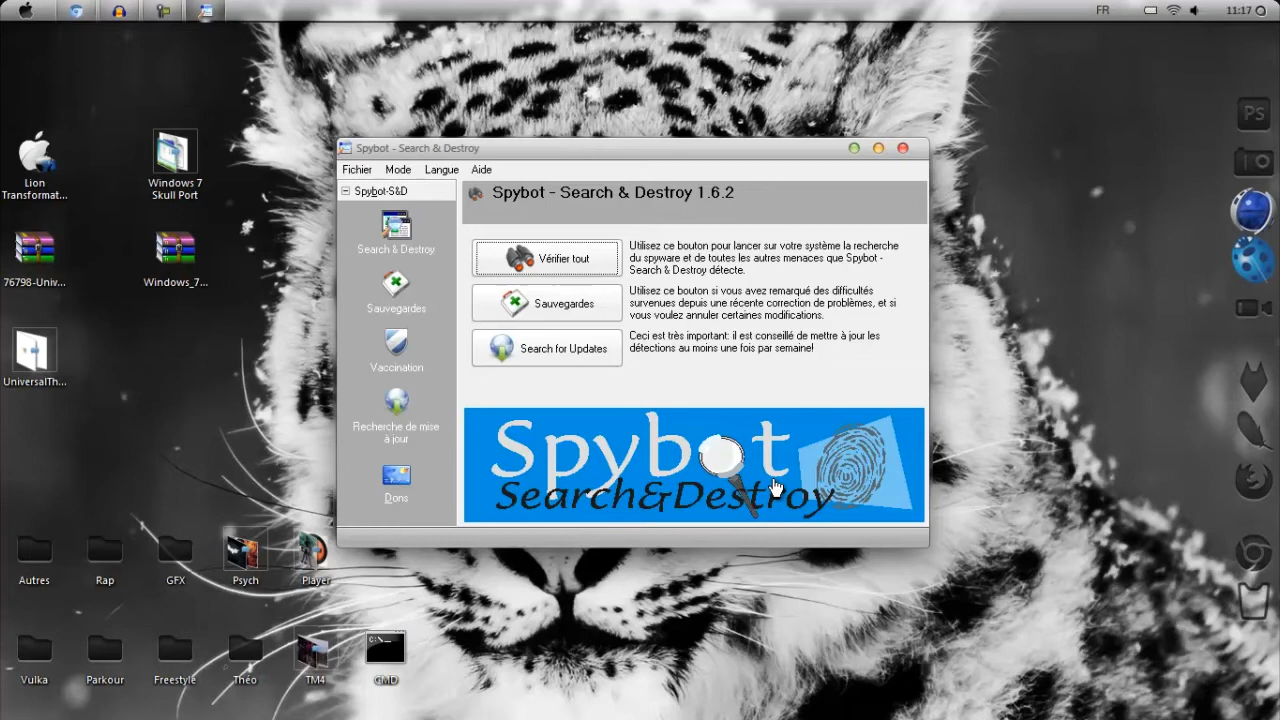 FR
11:17
Ps
Lion
Transformat...
Windows 7
Skull Port
76798-Univ...
Windows_7...
UniversalTh...
Spybot - Search & Destroy
Fichier Mode Langue Aide
Spybot-S&D
Search & Destroy
Sauvegardes
Vaccination
Recherche de mise
à jour
Dons
Spybot - Search & Destroy 1.6.2
Vérifier tout
Utilisez ce bouton pour lancer sur votre système la recherche
du spyware et de toutes les autres menaces que Spybot -
Search & Destroy détecte.
Sauvegardes
Utilisez ce bouton si vous avez remarqué des difficultés
survenues depuis une récente correction de problèmes, et si
vous voulez annuler certaines modifications.
Search for Updates
Ceci est très important: il est conseillé de mettre à jour les
détections au moins une fois par semaine!
Spybot
Search&Destroy
Autres Rap GFX Psych Player
C:\>_
Vulka Parkour Freestyle Théo TM4 CMD